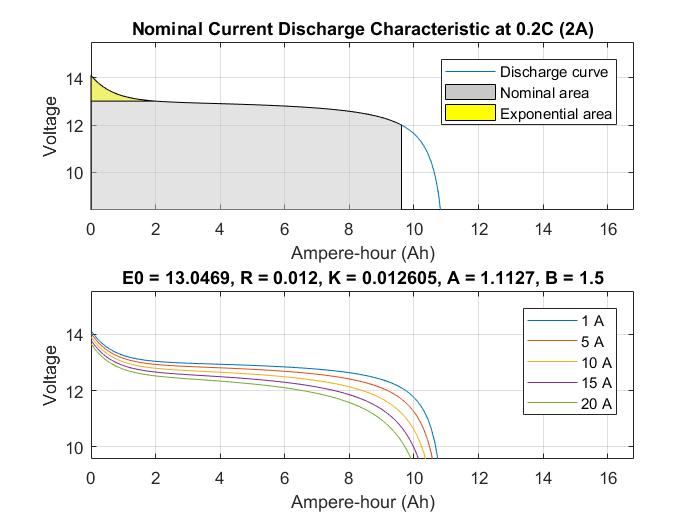 Nominal Current Discharge Characteristic at 0.2C (2A)
14
12
10
Voltage
Discharge curve
Nominal area
Exponential area
0 2 4 6 8 10 12 14 16
Ampere-hour (Ah)
E0 = 13.0469, R = 0.012, K = 0.012605, A = 1.1127, B = 1.5
14
12
10
Voltage
1 A
5 A
10 A
15 A
20 A
0 2 4 6 8 10 12 14 16
Ampere-hour (Ah)